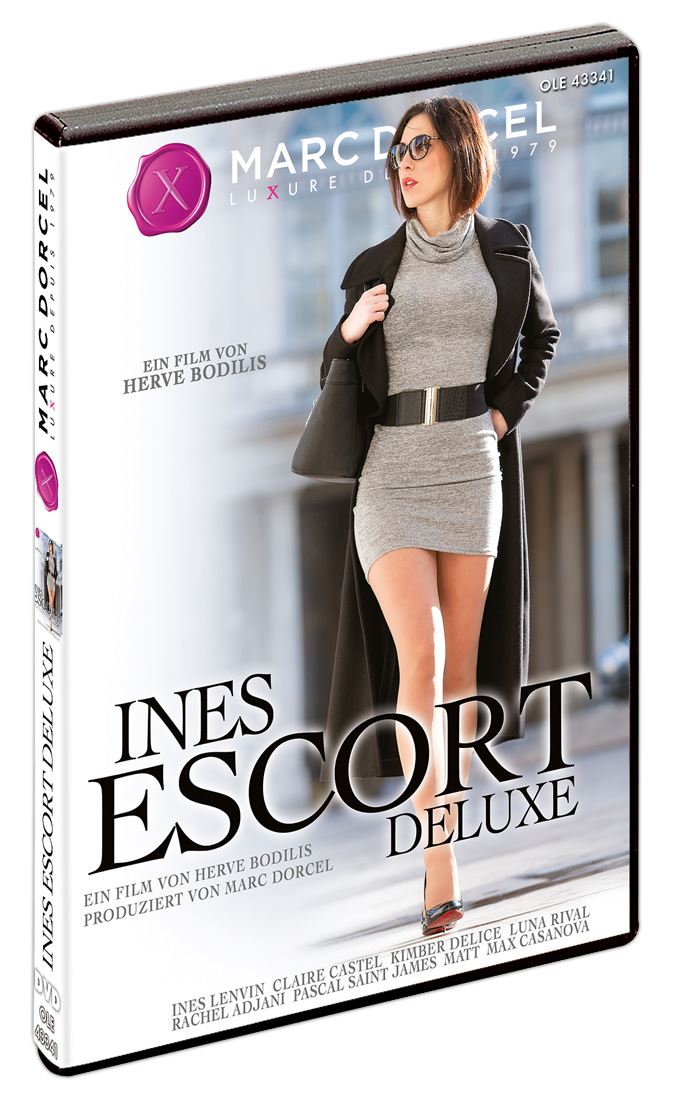 OLE 43341
MARC D CEL
LUXURE DU 1979
X
EIN FILM VON
HERVE BODILIS
INES
ESCORT
DELUXE
EIN FILM VON HERVE BODILIS
PRODUZIERT VON MARC DORCEL
INES LENVIN CLAIRE CASTEL KIMBER DELICE LUNA RIVAL
RACHEL ADJANI PASCAL SAINT JAMES MATT MAX CASANOVA
MARC DORCEL
LUXURE DEPUIS 1979
X
INES ESCORT DELUXE
DVD
OLE
43341